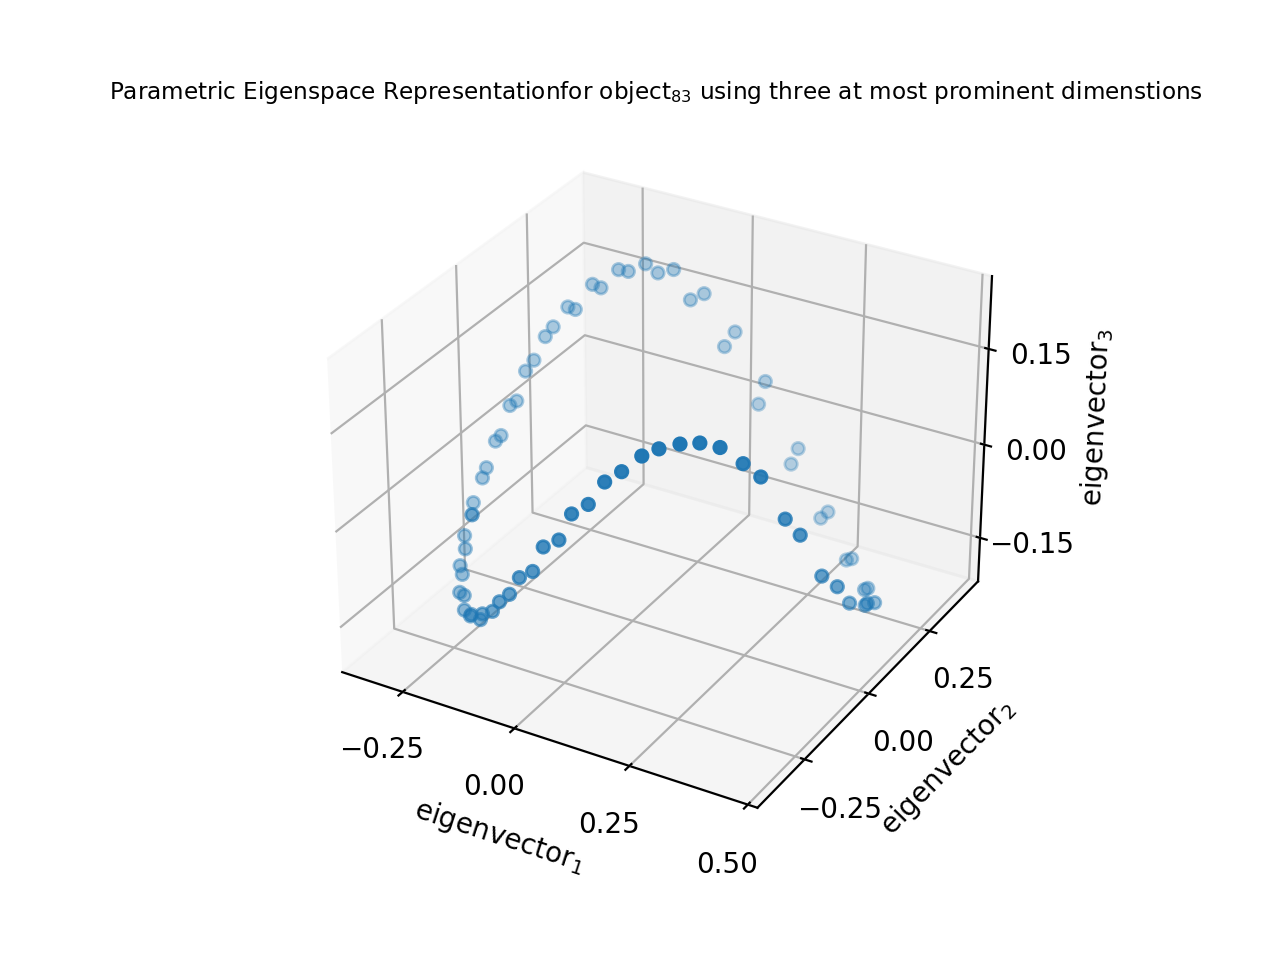 Parametric Eigenspace Representationfor object₈₃ using three at most prominent dimenstions
0.15
0.00
−0.15
eigenvector₃
0.25
0.00
−0.25
eigenvector₂
−0.25
0.00
0.25
0.50
eigenvector₁